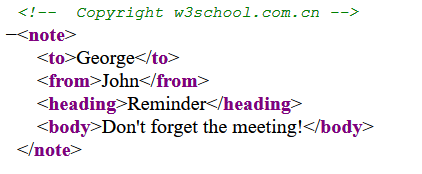 <!--  Copyright w3school.com.cn -->
−<note>
<to>George</to>
<from>John</from>
<heading>Reminder</heading>
<body>Don't forget the meeting!</body>
</note>